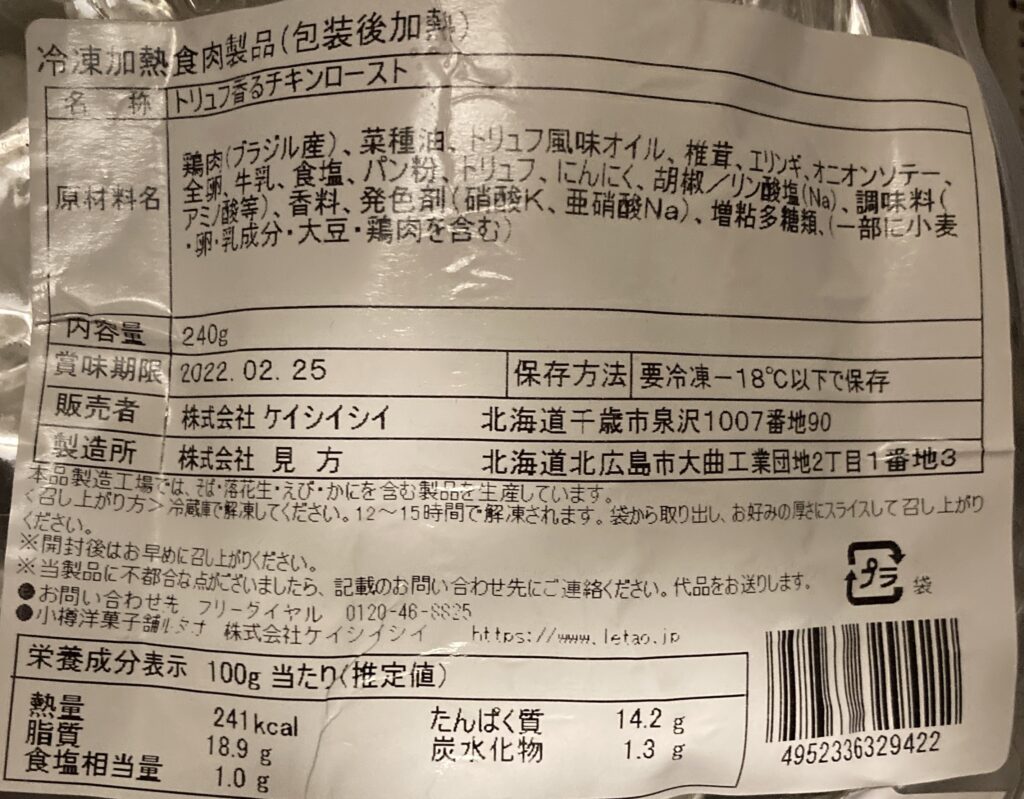 冷凍加熱食肉製品(包装後加熱)
名 称 トリュフ香るチキンロースト
原材料名
鶏肉(ブラジル産)、菜種油、トリュフ風味オイル、椎茸、エリンギ、オニオンソテー、
全卵、牛乳、食塩、パン粉、トリュフ、にんにく、胡椒／リン酸塩(Na)、調味料(
アミノ酸等)、香料、発色剤(硝酸K、亜硝酸Na)、増粘多糖類、(一部に小麦
・卵・乳成分・大豆・鶏肉を含む)
内容量 240g
賞味期限 2022.02.25 保存方法 要冷凍－18℃以下で保存
販売者 株式会社 ケイシイシイ 北海道千歳市泉沢1007番地90
製造所 株式会社 見 方 北海道北広島市大曲工業団地2丁目1番地3
本品製造工場では、そば・落花生・えび・かにを含む製品を生産しています。
＜召し上がり方＞ 冷蔵庫で解凍してください。12～15時間で解凍されます。袋から取り出し、お好みの厚さにスライスして召し上がり
ください。
※開封後はお早めに召し上がりください。
※当製品に不都合な点がございましたら、記載のお問い合わせ先にご連絡ください。代品をお送りします。
プラ 袋
●お問い合わせ先 フリーダイヤル 0120-46-8825
●小樽洋菓子舗ルタオ 株式会社ケイシイシイ https://www.letao.jp
栄養成分表示 100g当たり(推定値)
熱量 241kcal たんぱく質 14.2 g
脂質 18.9 g 炭水化物 1.3 g
食塩相当量 1.0 g
4952336329422